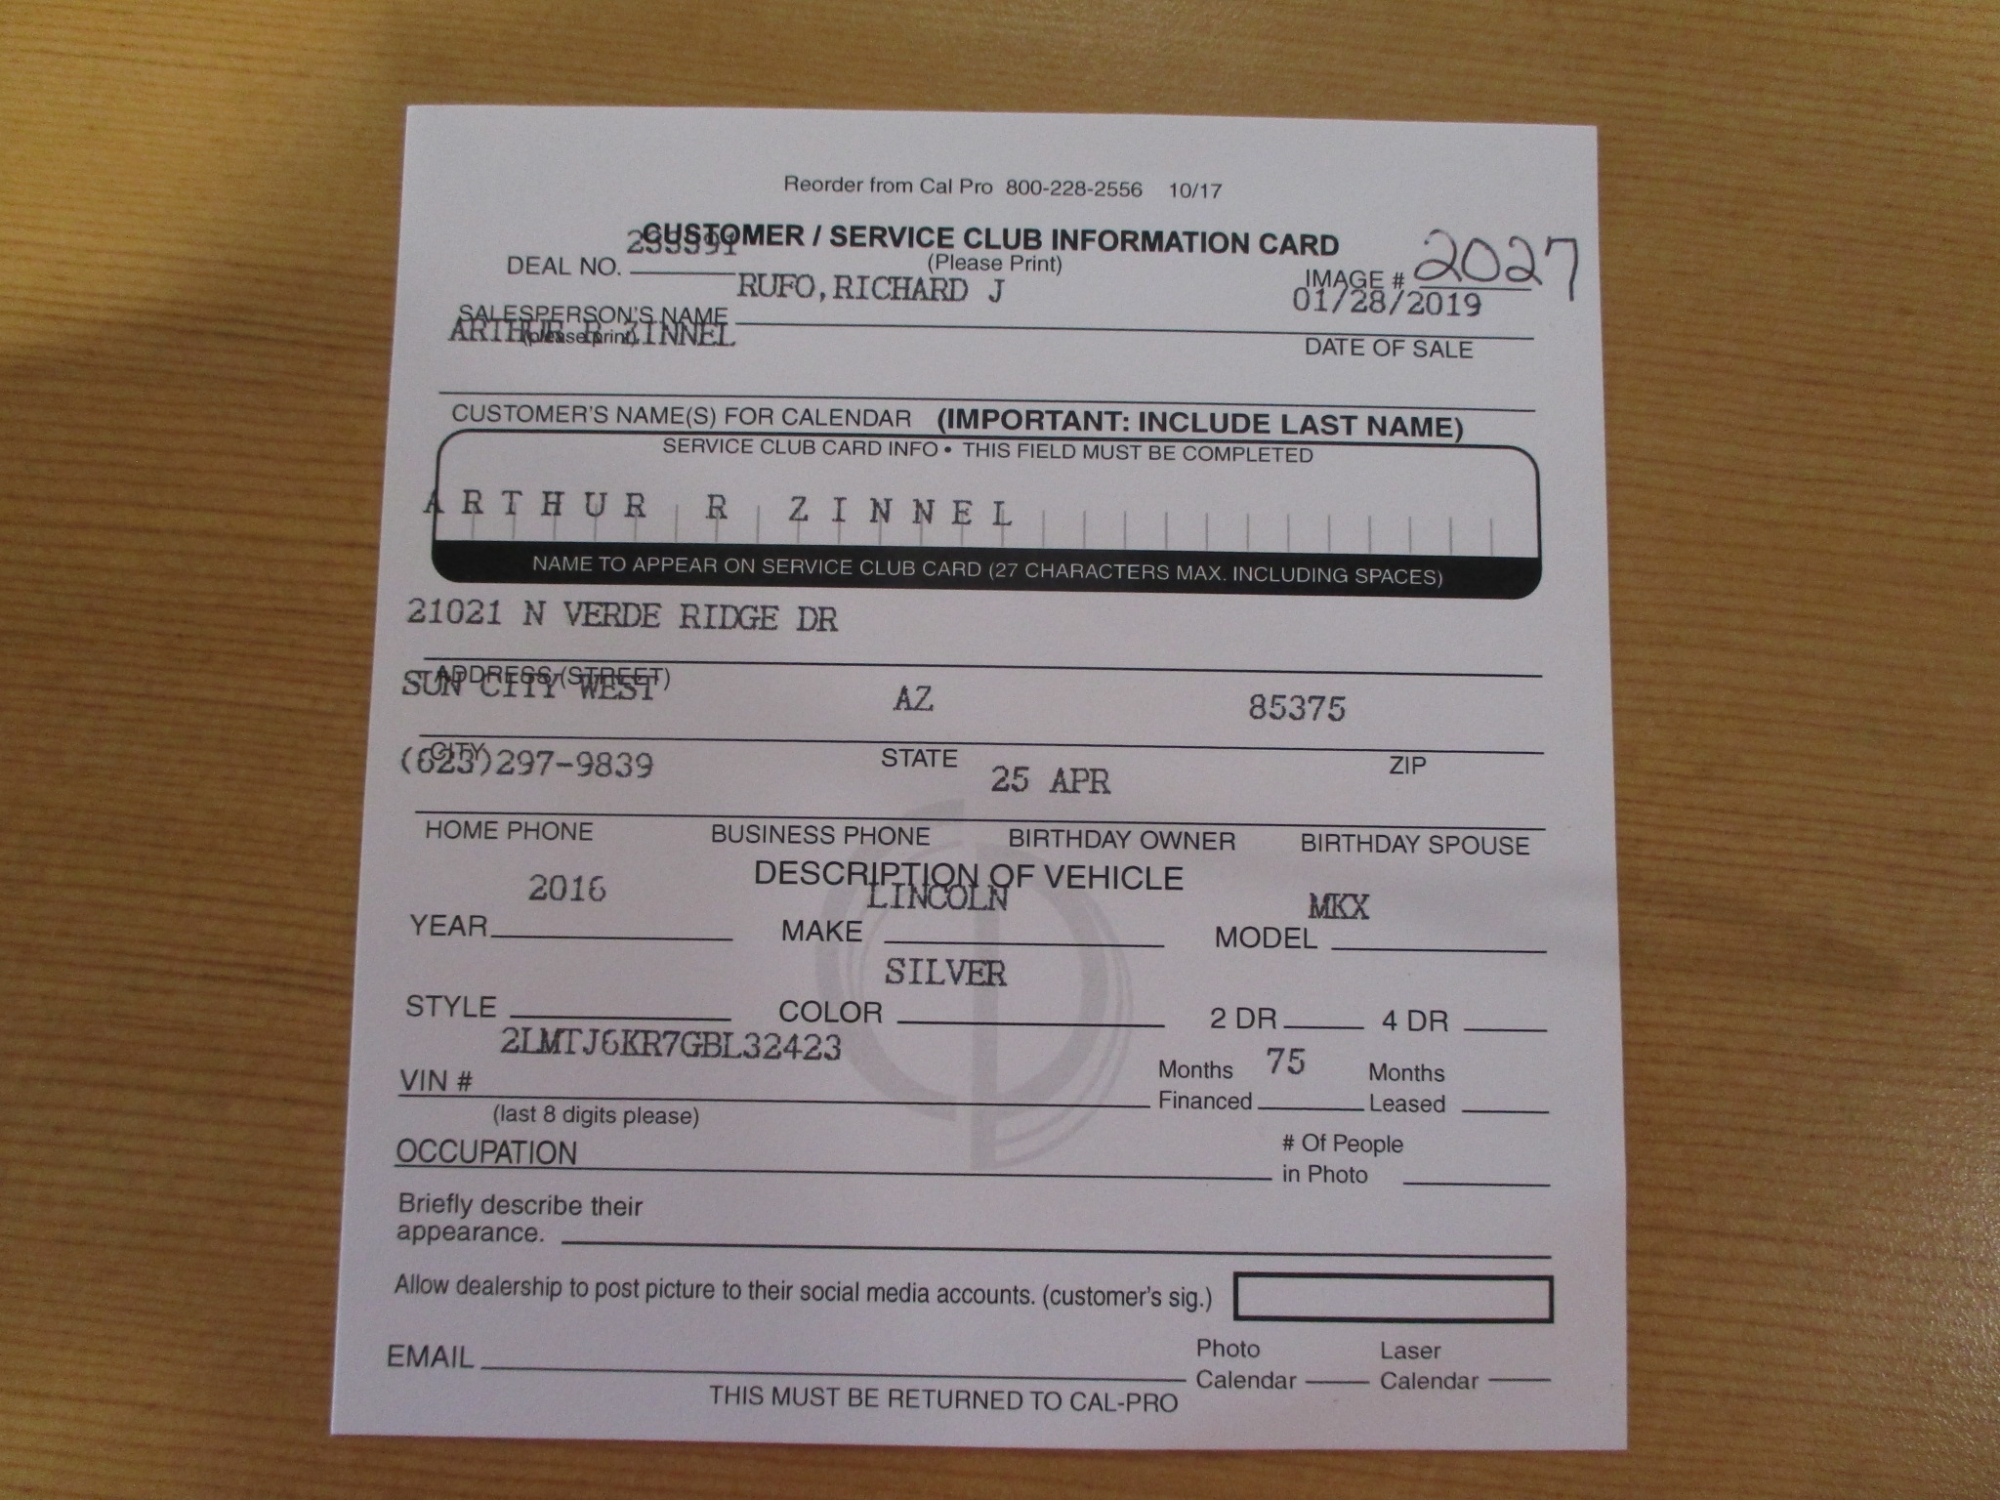 Reorder from Cal Pro 800-228-2556 10/17
CUSTOMER / SERVICE CLUB INFORMATION CARD
(Please Print)
DEAL NO. IMAGE # 2027
RUFO, RICHARD J 01/28/2019
SALESPERSON'S NAME
(please print) DATE OF SALE
ARTHUR R ZINNEL
CUSTOMER'S NAME(S) FOR CALENDAR (IMPORTANT: INCLUDE LAST NAME)
SERVICE CLUB CARD INFO • THIS FIELD MUST BE COMPLETED
ARTHUR R ZINNEL
NAME TO APPEAR ON SERVICE CLUB CARD (27 CHARACTERS MAX. INCLUDING SPACES)
21021 N VERDE RIDGE DR
ADDRESS (STREET)
SUN CITY WEST AZ 85375
CITY STATE ZIP
(623)297-9839 25 APR
HOME PHONE BUSINESS PHONE BIRTHDAY OWNER BIRTHDAY SPOUSE
DESCRIPTION OF VEHICLE
2016 LINCOLN MKX
YEAR MAKE MODEL
SILVER
STYLE COLOR 2 DR 4 DR
2LMTJ6KR7GBL32423 Months 75 Months
VIN # Financed Leased
(last 8 digits please)
OCCUPATION # Of People
in Photo
Briefly describe their
appearance.
Allow dealership to post picture to their social media accounts. (customer's sig.)
EMAIL Photo Laser
Calendar Calendar
THIS MUST BE RETURNED TO CAL-PRO